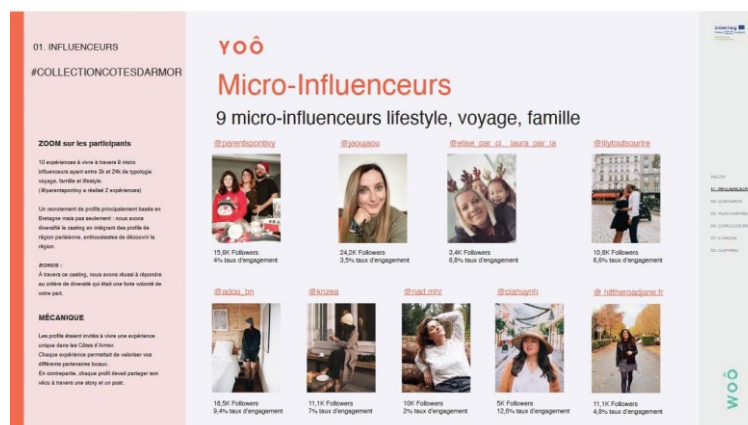 01. INFLUENCEURS
#COLLECTIONCOTESDARMOR
ZOOM sur les participants
10 expériences à vivre à travers 9 micro
influenceurs ayant entre 3k et 24k de typologie
voyage, famille et lifestyle.
(@parentspontivy a réalisé 2 expériences)
Un recrutement de profils principalement basés en
Bretagne mais pas seulement : nous avons
diversifié le casting en intégrant des profils de
région parisienne, enthousiastes de découvrir la
région.
BONUS :
À travers ce casting, nous avons réussi à répondre
au critère de diversité qui était une forte volonté de
votre part.
MÉCANIQUE
Les profils étaient invités à vivre une expérience
unique dans les Côtes d'Armor.
Chaque expérience permettait de valoriser vos
différents partenaires locaux.
En contrepartie, chaque profil devait partager son
vécu à travers une story et un post.
YOÔ
Micro-Influenceurs
9 micro-influenceurs lifestyle, voyage, famille
@parentspontivy
15,6K Followers
4% taux d'engagement
@jaoujaou
24,2K Followers
3,5% taux d'engagement
@elise_par_ci__laura_par_la
3,4K Followers
6,6% taux d'engagement
@lilytoutsourire
10,8K Followers
6,6% taux d'engagement
@adou_bn
18,5K Followers
9,4% taux d'engagement
@knzea
11,1K Followers
7% taux d'engagement
@nad.mhr
10K Followers
2% taux d'engagement
@ciahuynh
5K Followers
12,6% taux d'engagement
@ hittheroadjane.fr
11,1K Followers
4,8% taux d'engagement
Interreg
01. INFLUENCEURS
WOÔ